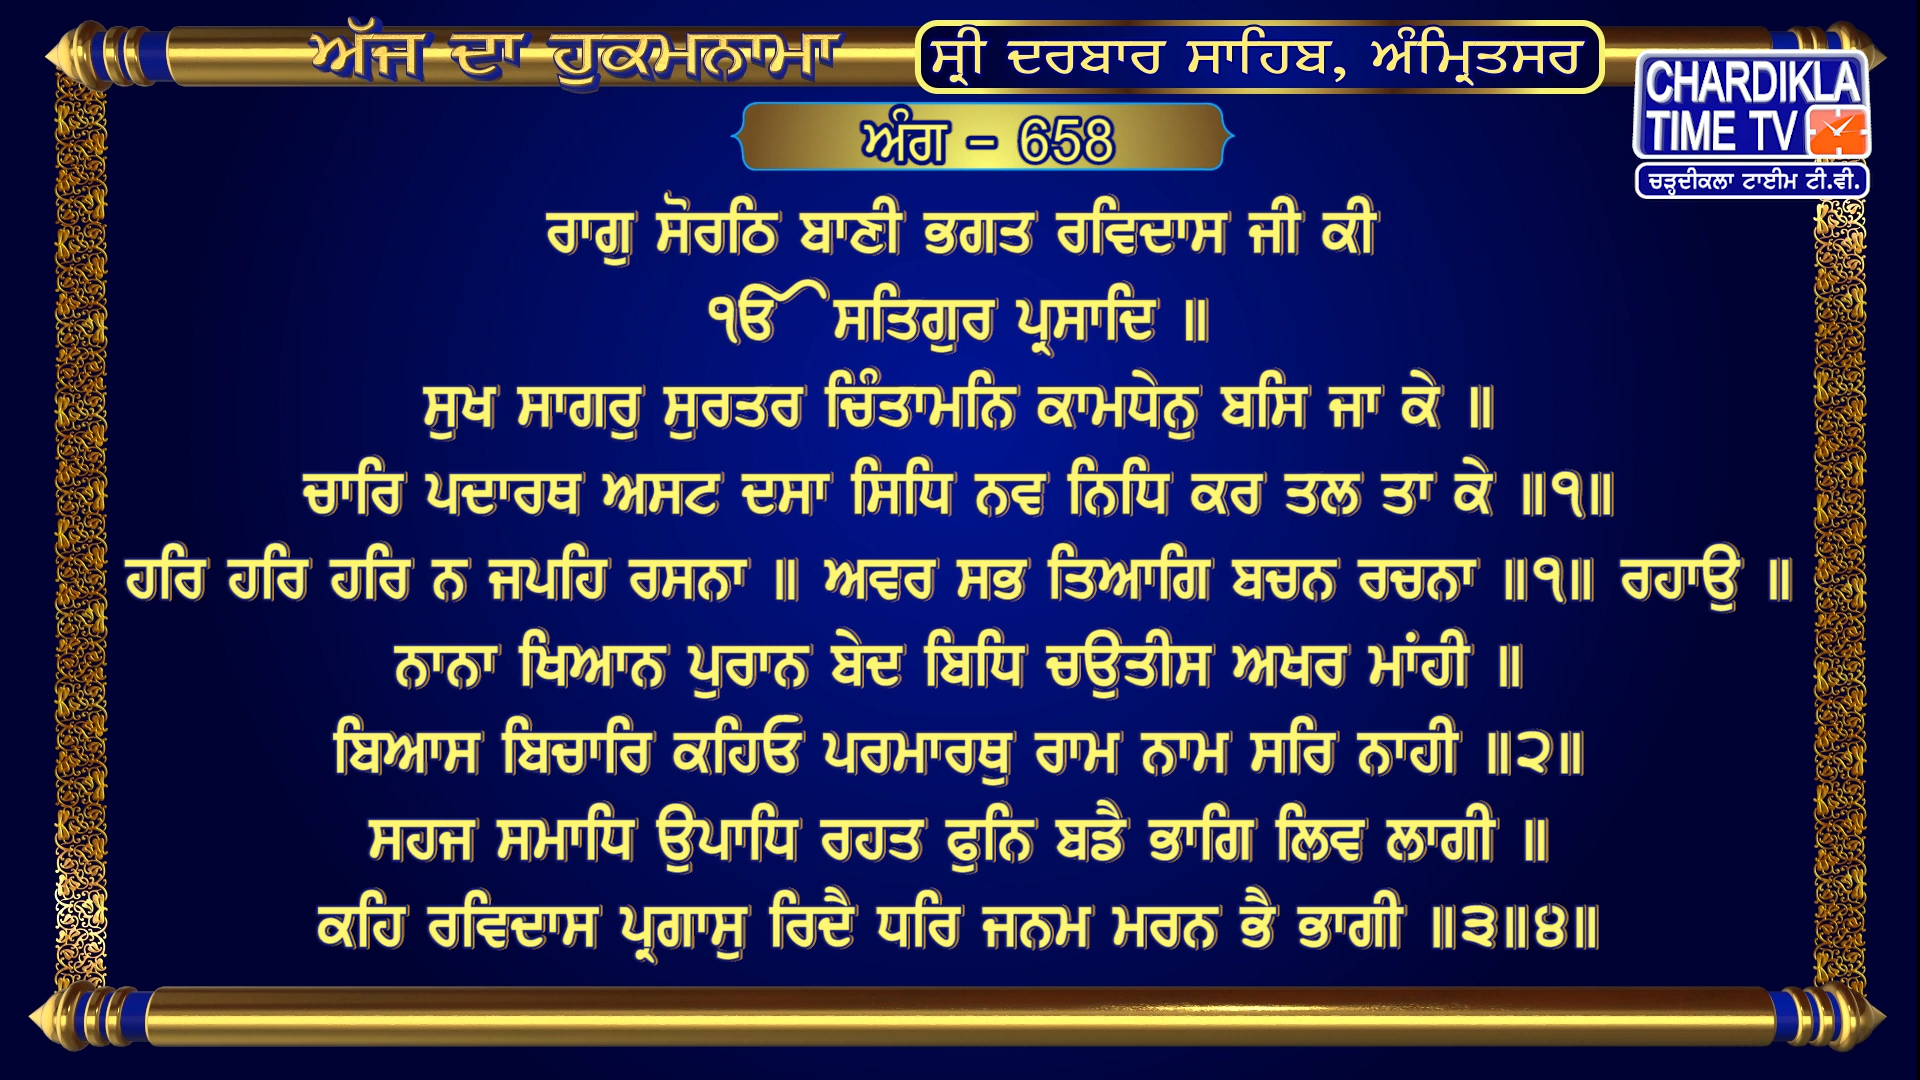 ਅੱਜ ਦਾ ਹੁਕਮਨਾਮਾ
ਸ੍ਰੀ ਦਰਬਾਰ ਸਾਹਿਬ, ਅੰਮ੍ਰਿਤਸਰ
CHARDIKLA
TIME TV
ਚੜ੍ਹਦੀਕਲਾ ਟਾਈਮ ਟੀ.ਵੀ.
ਅੰਗ - 658
ਰਾਗੁ ਸੋਰਠਿ ਬਾਣੀ ਭਗਤ ਰਵਿਦਾਸ ਜੀ ਕੀ
ੴ ਸਤਿਗੁਰ ਪ੍ਰਸਾਦਿ ॥
ਸੁਖ ਸਾਗਰੁ ਸੁਰਤਰ ਚਿੰਤਾਮਨਿ ਕਾਮਧੇਨੁ ਬਸਿ ਜਾ ਕੇ ॥
ਚਾਰਿ ਪਦਾਰਥ ਅਸਟ ਦਸਾ ਸਿਧਿ ਨਵ ਨਿਧਿ ਕਰ ਤਲ ਤਾ ਕੇ ॥੧॥
ਹਰਿ ਹਰਿ ਹਰਿ ਨ ਜਪਹਿ ਰਸਨਾ ॥ ਅਵਰ ਸਭ ਤਿਆਗਿ ਬਚਨ ਰਚਨਾ ॥੧॥ ਰਹਾਉ ॥
ਨਾਨਾ ਖਿਆਨ ਪੁਰਾਨ ਬੇਦ ਬਿਧਿ ਚਉਤੀਸ ਅਖਰ ਮਾਂਹੀ ॥
ਬਿਆਸ ਬਿਚਾਰਿ ਕਹਿਓ ਪਰਮਾਰਥੁ ਰਾਮ ਨਾਮ ਸਰਿ ਨਾਹੀ ॥੨॥
ਸਹਜ ਸਮਾਧਿ ਉਪਾਧਿ ਰਹਤ ਫੁਨਿ ਬਡੈ ਭਾਗਿ ਲਿਵ ਲਾਗੀ ॥
ਕਹਿ ਰਵਿਦਾਸ ਪ੍ਰਗਾਸੁ ਰਿਦੈ ਧਰਿ ਜਨਮ ਮਰਨ ਭੈ ਭਾਗੀ ॥੩॥੪॥